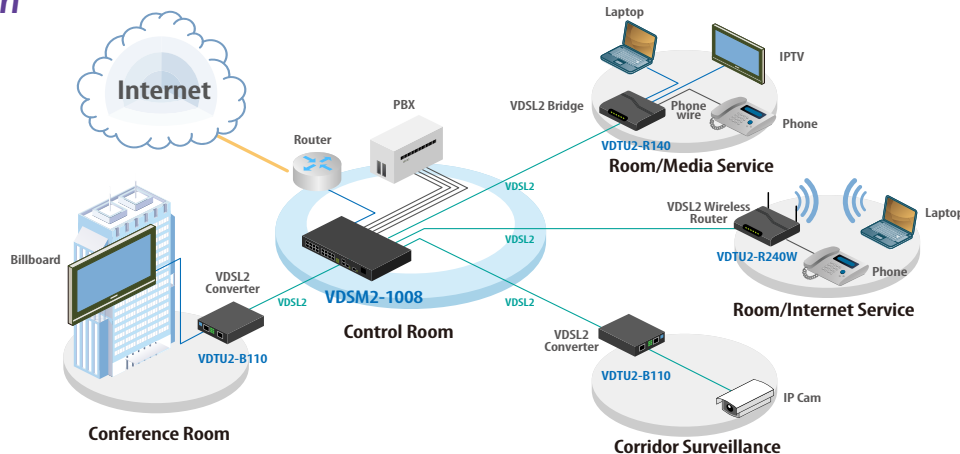 n
Internet
Router
PBX
Laptop
IPTV
VDSL2 Bridge
Phone
wire
Phone
VDTU2-R140
Room/Media Service
VDSL2
VDSL2 Wireless
Router
Laptop
VDSL2
VDTU2-R240W
Phone
Room/Internet Service
Billboard
VDSL2
Converter
VDSL2
VDTU2-B110
Conference Room
VDSM2-1008
Control Room
VDSL2
VDSL2
Converter
VDTU2-B110
IP Cam
Corridor Surveillance